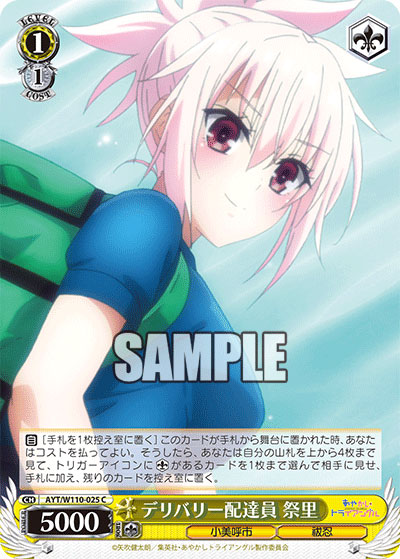 LEVEL
1
1
COST
SAMPLE
自［手札を1枚控え室に置く］このカードが手札から舞台に置かれた時、あなた
はコストを払ってよい。そうしたら、あなたは自分の山札を上から4枚まで
見て、トリガーアイコンにがあるカードを1枚まで選んで相手に見せ、
手札に加え、残りのカードを控え室に置く。
CH AYT/W110-025 C
デリバリー配達員 祭里
あやかしトライアングル
POWER
5000
小美呼市
祓忍
©矢吹健太朗／集英社・あやかしトライアングル製作委員会